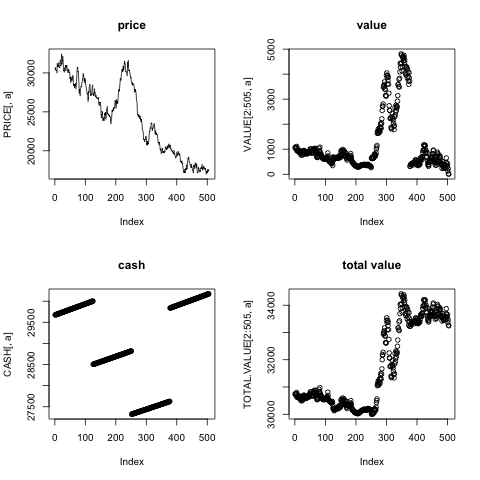 price
PRICE[, a]
20000 25000 30000
0 100 200 300 400 500
Index
value
VALUE[2:505, a]
0 1000 3000 5000
0 100 200 300 400 500
Index
cash
CASH[, a]
27500 28500 29500
0 100 200 300 400 500
Index
total value
TOTAL.VALUE[2:505, a]
30000 32000 34000
0 100 200 300 400 500
Index